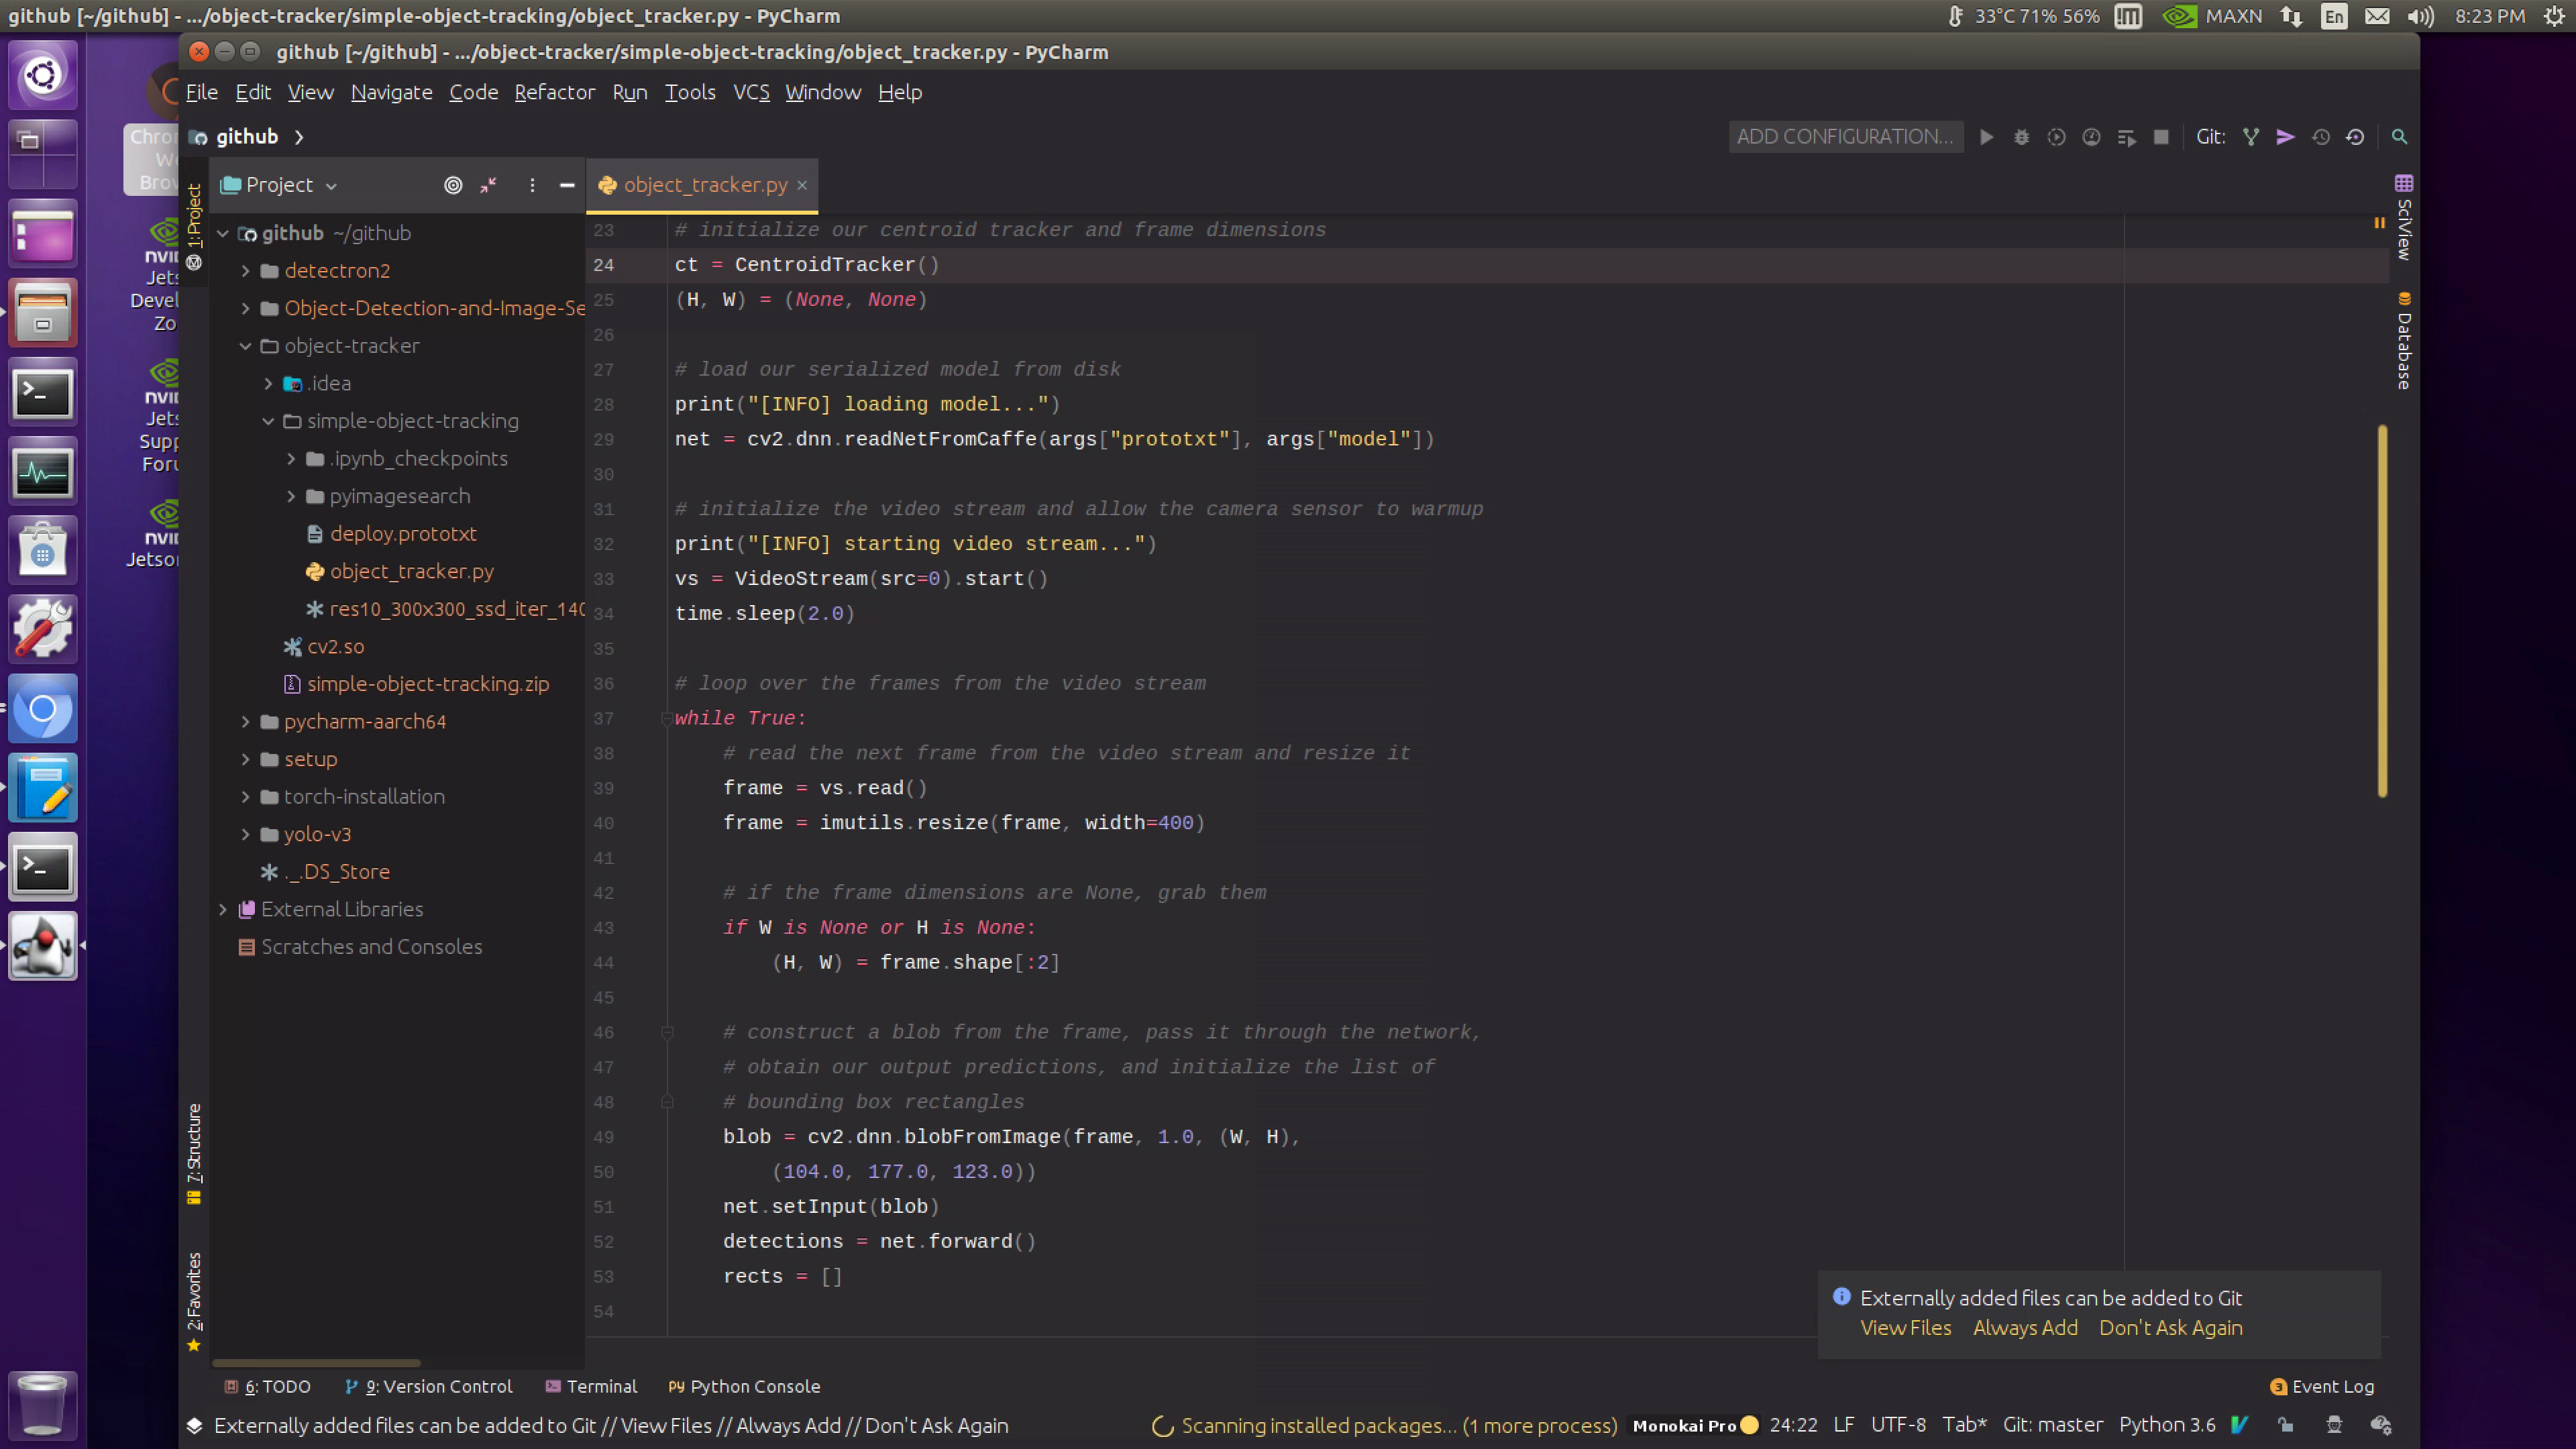 github [~/github] - .../object-tracker/simple-object-tracking/object_tracker.py - PyCharm
33°C 71% 56%
MAXN
En
8:23 PM
github [~/github] - .../object-tracker/simple-object-tracking/object_tracker.py - PyCharm
File Edit View Navigate Code Refactor Run Tools VCS Window Help
github
ADD CONFIGURATION...
Git:
Chro
We
Brov
nvid
Jets
Devel
Zo
nvid
Jets
Supp
Foru
nvid
Jetsor
1: Project
7: Structure
2: Favorites
Project
github ~/github
detectron2
Object-Detection-and-Image-Se
object-tracker
.idea
simple-object-tracking
.ipynb_checkpoints
pyimagesearch
deploy.prototxt
object_tracker.py
res10_300x300_ssd_iter_140
cv2.so
simple-object-tracking.zip
pycharm-aarch64
setup
torch-installation
yolo-v3
._.DS_Store
External Libraries
Scratches and Consoles
object_tracker.py
23 # initialize our centroid tracker and frame dimensions
24 ct = CentroidTracker()
25 (H, W) = (None, None)
26
27 # load our serialized model from disk
28 print("[INFO] loading model...")
29 net = cv2.dnn.readNetFromCaffe(args["prototxt"], args["model"])
30
31 # initialize the video stream and allow the camera sensor to warmup
32 print("[INFO] starting video stream...")
33 vs = VideoStream(src=0).start()
34 time.sleep(2.0)
35
36 # loop over the frames from the video stream
37 while True:
38 # read the next frame from the video stream and resize it
39 frame = vs.read()
40 frame = imutils.resize(frame, width=400)
41
42 # if the frame dimensions are None, grab them
43 if W is None or H is None:
44 (H, W) = frame.shape[:2]
45
46 # construct a blob from the frame, pass it through the network,
47 # obtain our output predictions, and initialize the list of
48 # bounding box rectangles
49 blob = cv2.dnn.blobFromImage(frame, 1.0, (W, H),
50 (104.0, 177.0, 123.0))
51 net.setInput(blob)
52 detections = net.forward()
53 rects = []
54
SciView
Database
Externally added files can be added to Git
View Files Always Add Don't Ask Again
6: TODO
9: Version Control
Terminal
Python Console
3 Event Log
Externally added files can be added to Git // View Files // Always Add // Don't Ask Again
Scanning installed packages... (1 more process)
Monokai Pro
24:22 LF UTF-8 Tab* Git: master Python 3.6